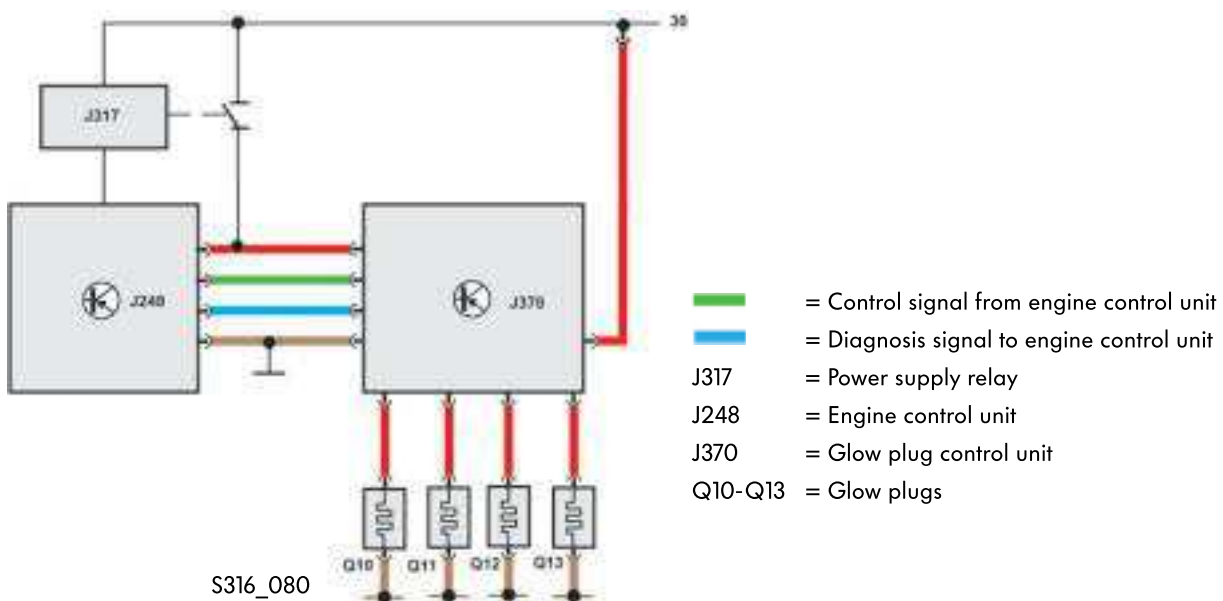 30
J317
J248
J370
= Control signal from engine control unit
= Diagnosis signal to engine control unit
J317 = Power supply relay
J248 = Engine control unit
J370 = Glow plug control unit
Q10-Q13 = Glow plugs
Q10 Q11 Q12 Q13
S316_080